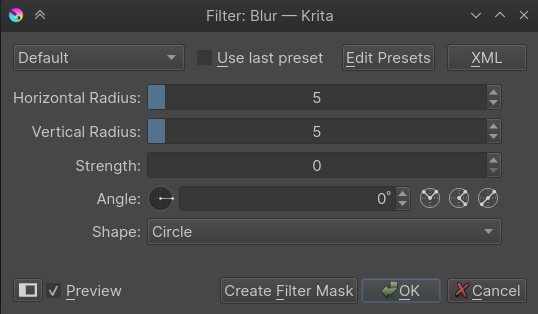 Filter: Blur — Krita
Default Use last preset Edit Presets XML
Horizontal Radius: 5
Vertical Radius: 5
Strength: 0
Angle: 0°
Shape: Circle
Preview Create Filter Mask OK Cancel